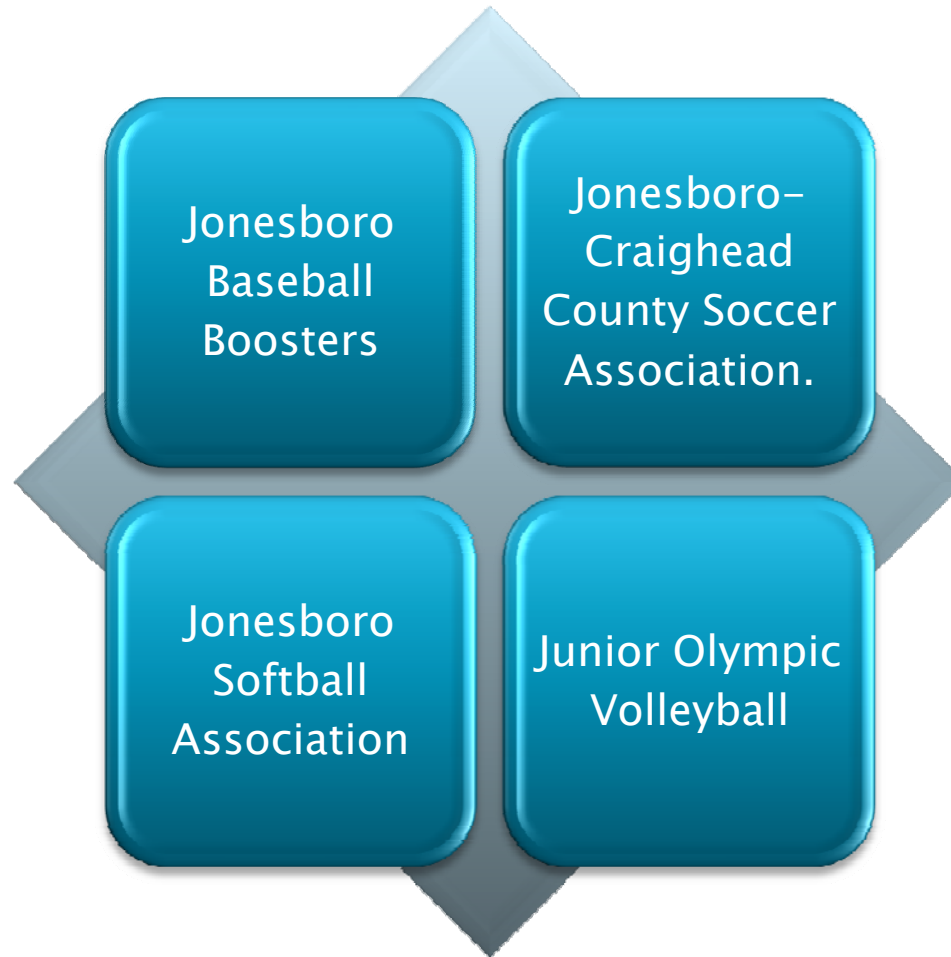 Jonesboro
Baseball
Boosters
Jonesboro–
Craighead
County Soccer
Association.
Jonesboro
Softball
Association
Junior Olympic
Volleyball